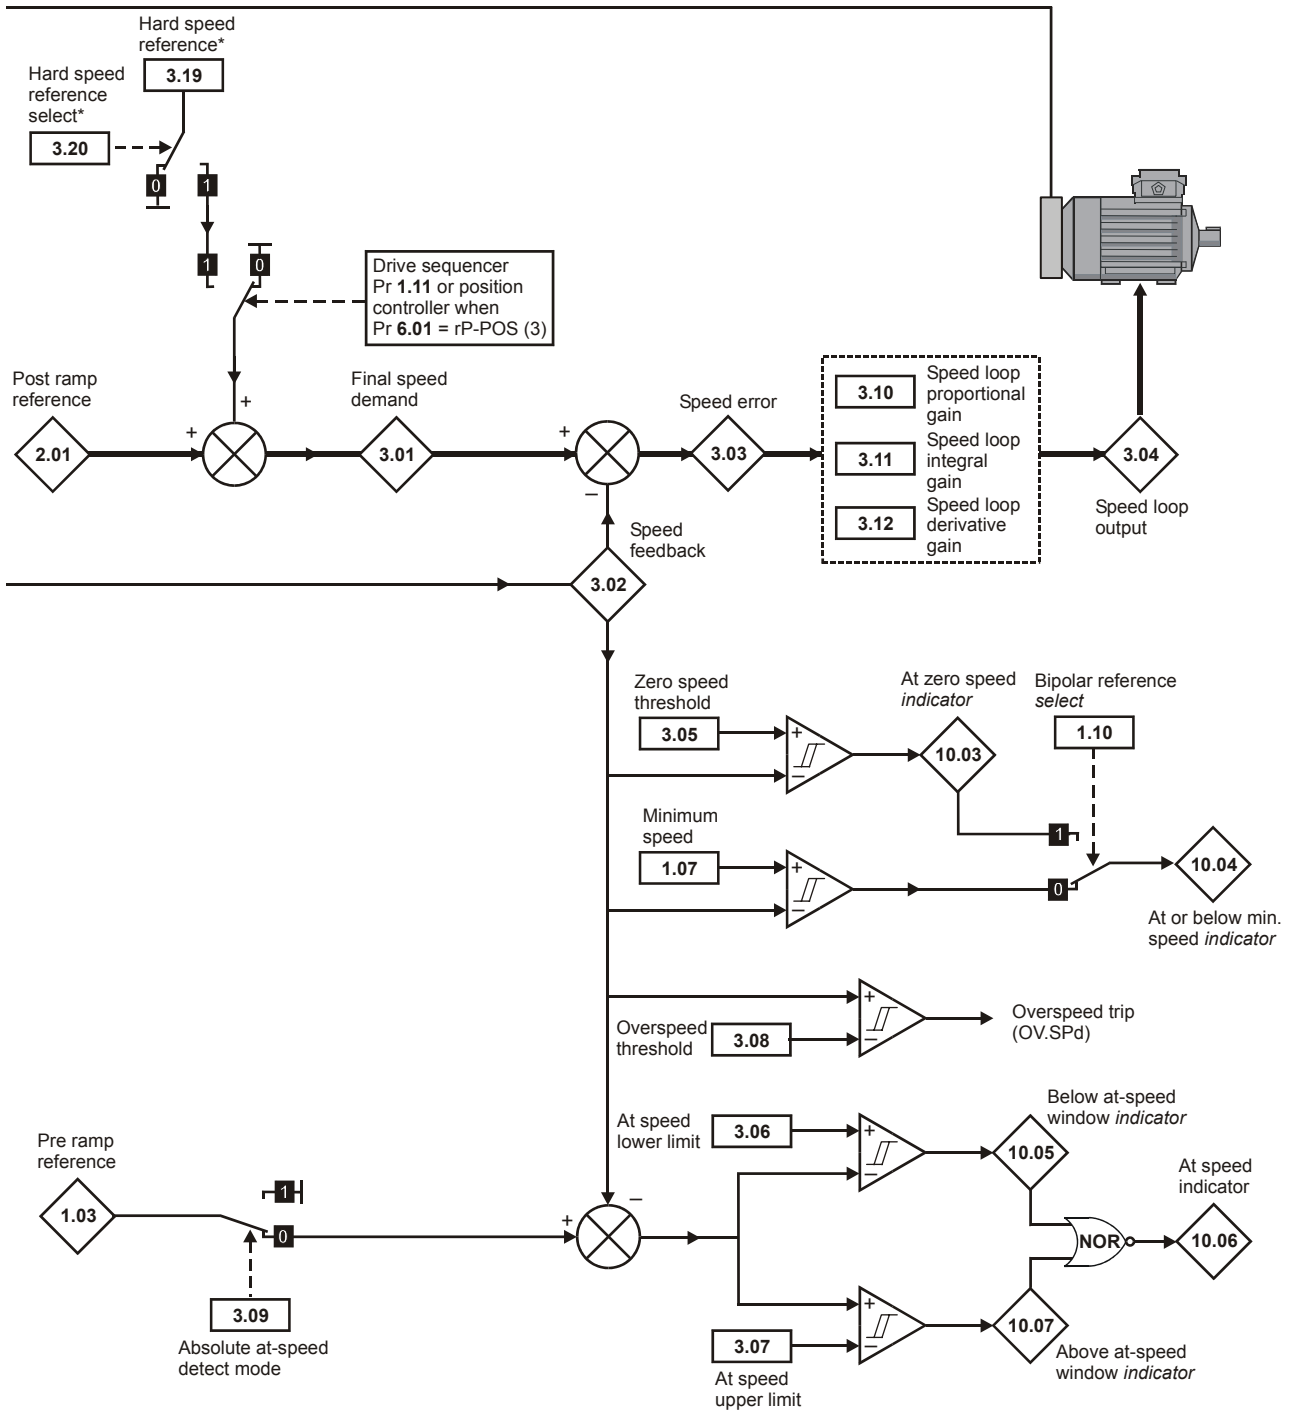 Hard speed
reference*
3.19
Hard speed
reference
select*
3.20
0
1
1
0
Drive sequencer
Pr 1.11 or position
controller when
Pr 6.01 = rP-POS (3)
Post ramp
reference
2.01
+
+
Final speed
demand
3.01
+
−
Speed error
3.03
3.10
Speed loop
proportional
gain
3.11
Speed loop
integral
gain
3.12
Speed loop
derivative
gain
3.04
Speed loop
output
Speed
feedback
3.02
Zero speed
threshold
3.05
+
−
At zero speed
indicator
10.03
Bipolar reference
select
1.10
Minimum
speed
1.07
+
−
1
0
10.04
At or below min.
speed indicator
Overspeed
threshold
3.08
+
−
Overspeed trip
(OV.SPd)
At speed
lower limit
3.06
+
−
Below at-speed
window indicator
10.05
Pre ramp
reference
1.03
1
0
3.09
Absolute at-speed
detect mode
+
−
NOR
At speed
indicator
10.06
+
−
3.07
At speed
upper limit
10.07
Above at-speed
window indicator